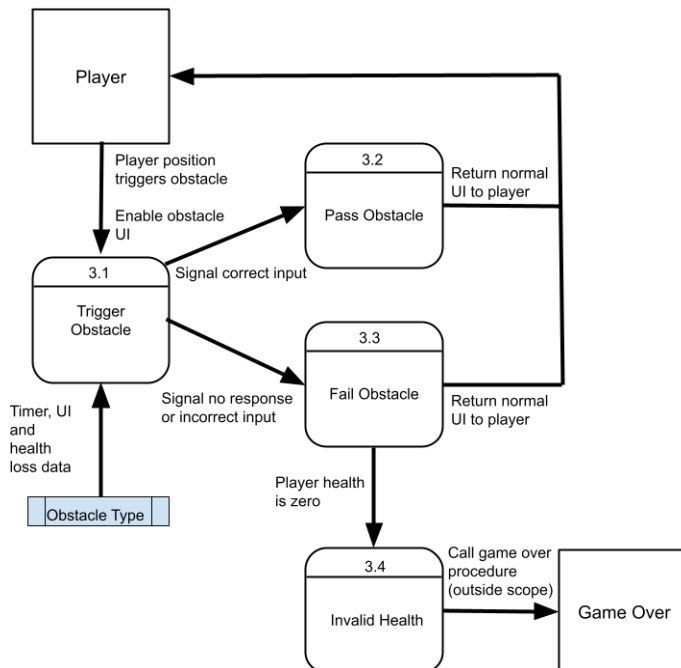 Player
Player position
triggers obstacle
Enable obstacle
UI
3.1
Trigger
Obstacle
Signal correct input
3.2
Pass Obstacle
Return normal
UI to player
Signal no response
or incorrect input
3.3
Fail Obstacle
Return normal
UI to player
Timer, UI
and
health
loss data
Obstacle Type
Player health
is zero
3.4
Invalid Health
Call game over
procedure
(outside scope)
Game Over